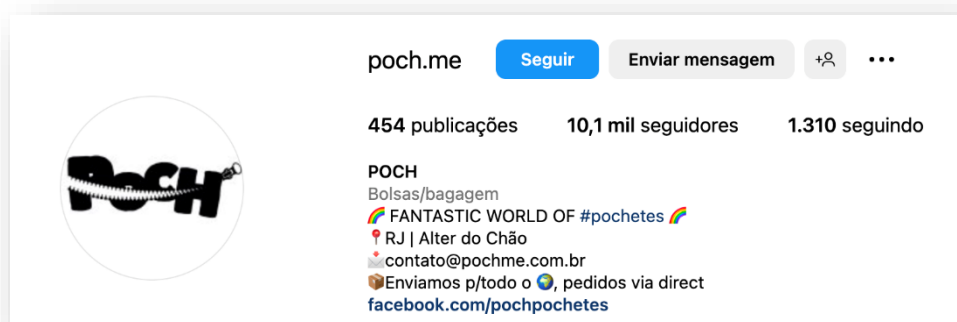 poch.me Seguir Enviar mensagem
454 publicações 10,1 mil seguidores 1.310 seguindo
POCH
POCH
Bolsas/bagagem
🌈 FANTASTIC WORLD OF #pochetes 🌈
📍RJ | Alter do Chão
📩contato@pochme.com.br
📦Enviamos p/todo o 🌍, pedidos via direct
facebook.com/pochpochetes